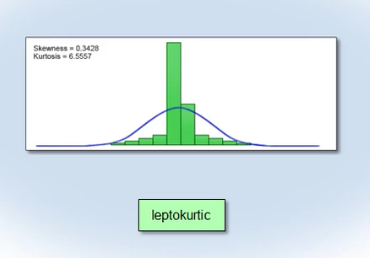 Skewness = 0.3428
Kurtosis = 6.5557
leptokurtic